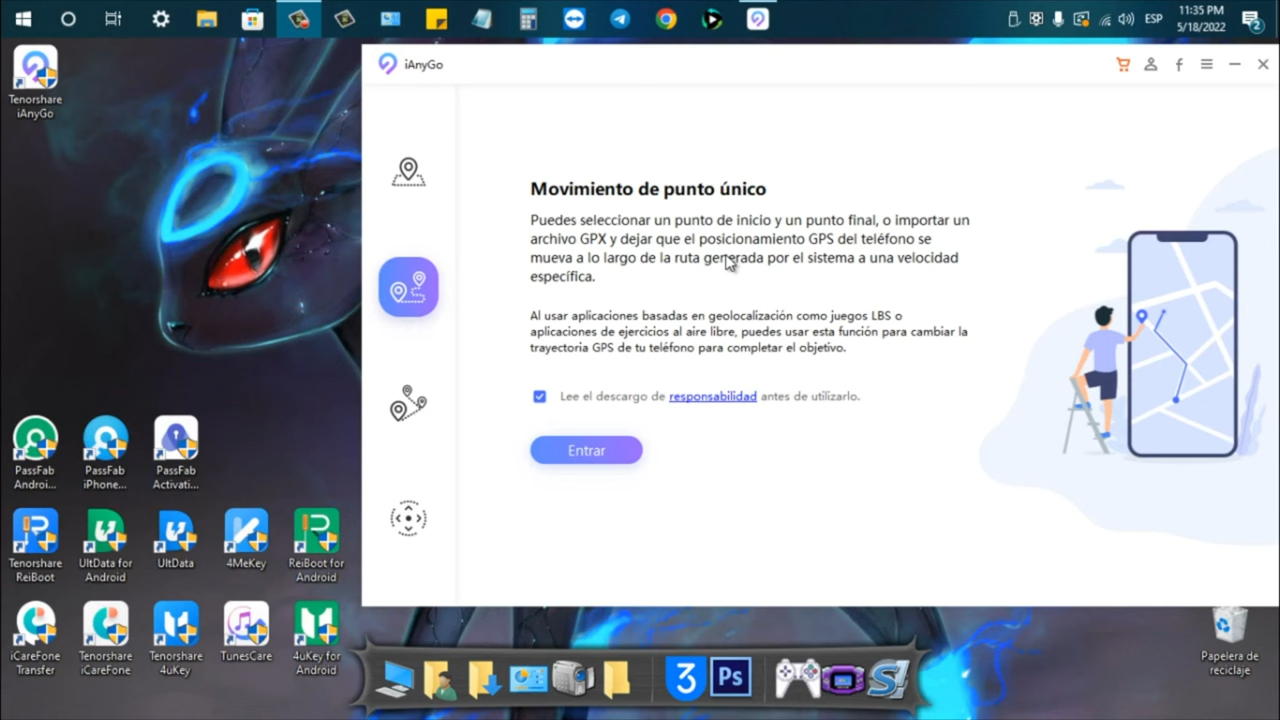 11:35 PM
ESP
5/18/2022
2
Tenorshare
iAnyGo
iAnyGo
Movimiento de punto único
Puedes seleccionar un punto de inicio y un punto final, o importar un
archivo GPX y dejar que el posicionamiento GPS del teléfono se
mueva a lo largo de la ruta generada por el sistema a una velocidad
específica.
Al usar aplicaciones basadas en geolocalización como juegos LBS o
aplicaciones de ejercicios al aire libre, puedes usar esta función para cambiar la
trayectoria GPS de tu teléfono para completar el objetivo.
Lee el descargo de responsabilidad antes de utilizarlo.
Entrar
PassFab
Androi...
PassFab
iPhone...
PassFab
Activati...
Tenorshare
ReiBoot
UltData for
Android
UltData
4MeKey
ReiBoot for
Android
iCareFone
Transfer
Tenorshare
iCareFone
Tenorshare
4uKey
TunesCare
4uKey for
Android
3
Ps
Papelera de
reciclaje